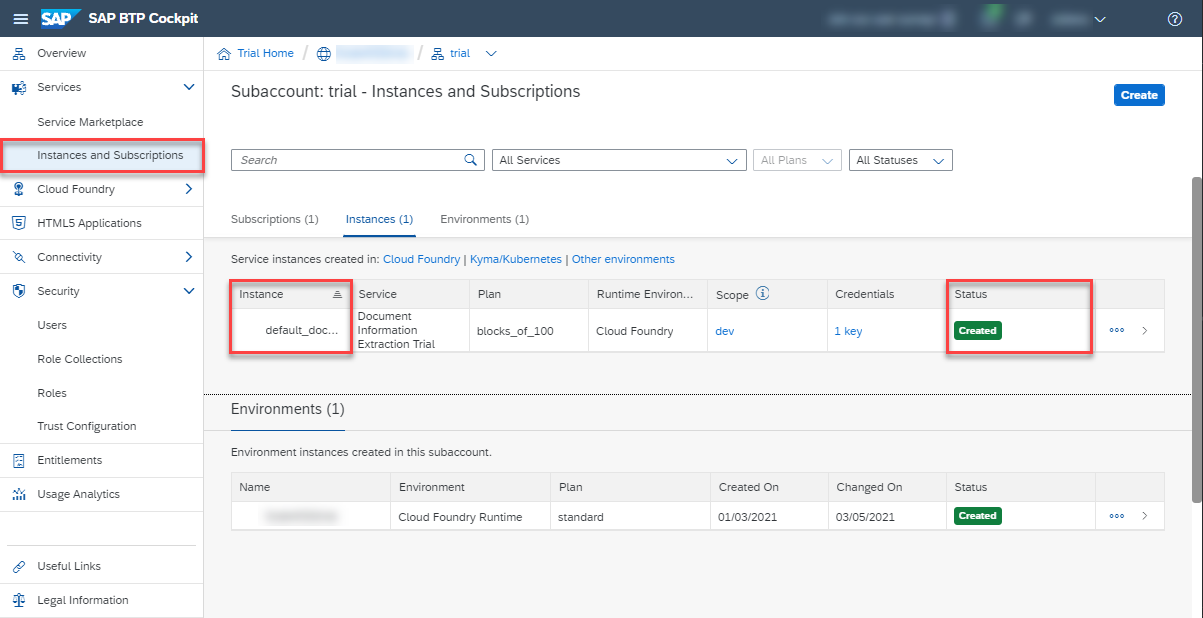 SAP SAP BTP Cockpit
Overview
Services
Service Marketplace
Instances and Subscriptions
Cloud Foundry
HTML5 Applications
Connectivity
Security
Users
Role Collections
Roles
Trust Configuration
Entitlements
Usage Analytics
Useful Links
Legal Information
Trial Home / / trial
Subaccount: trial - Instances and Subscriptions
Create
Search All Services All Plans All Statuses
Subscriptions (1) Instances (1) Environments (1)
Service instances created in: Cloud Foundry | Kyma/Kubernetes | Other environments
Instance Service Plan Runtime Environ... Scope Credentials Status
default_doc... Document Information Extraction Trial blocks_of_100 Cloud Foundry dev 1 key Created
Environments (1)
Environment instances created in this subaccount.
Name Environment Plan Created On Changed On Status
Cloud Foundry Runtime standard 01/03/2021 03/05/2021 Created